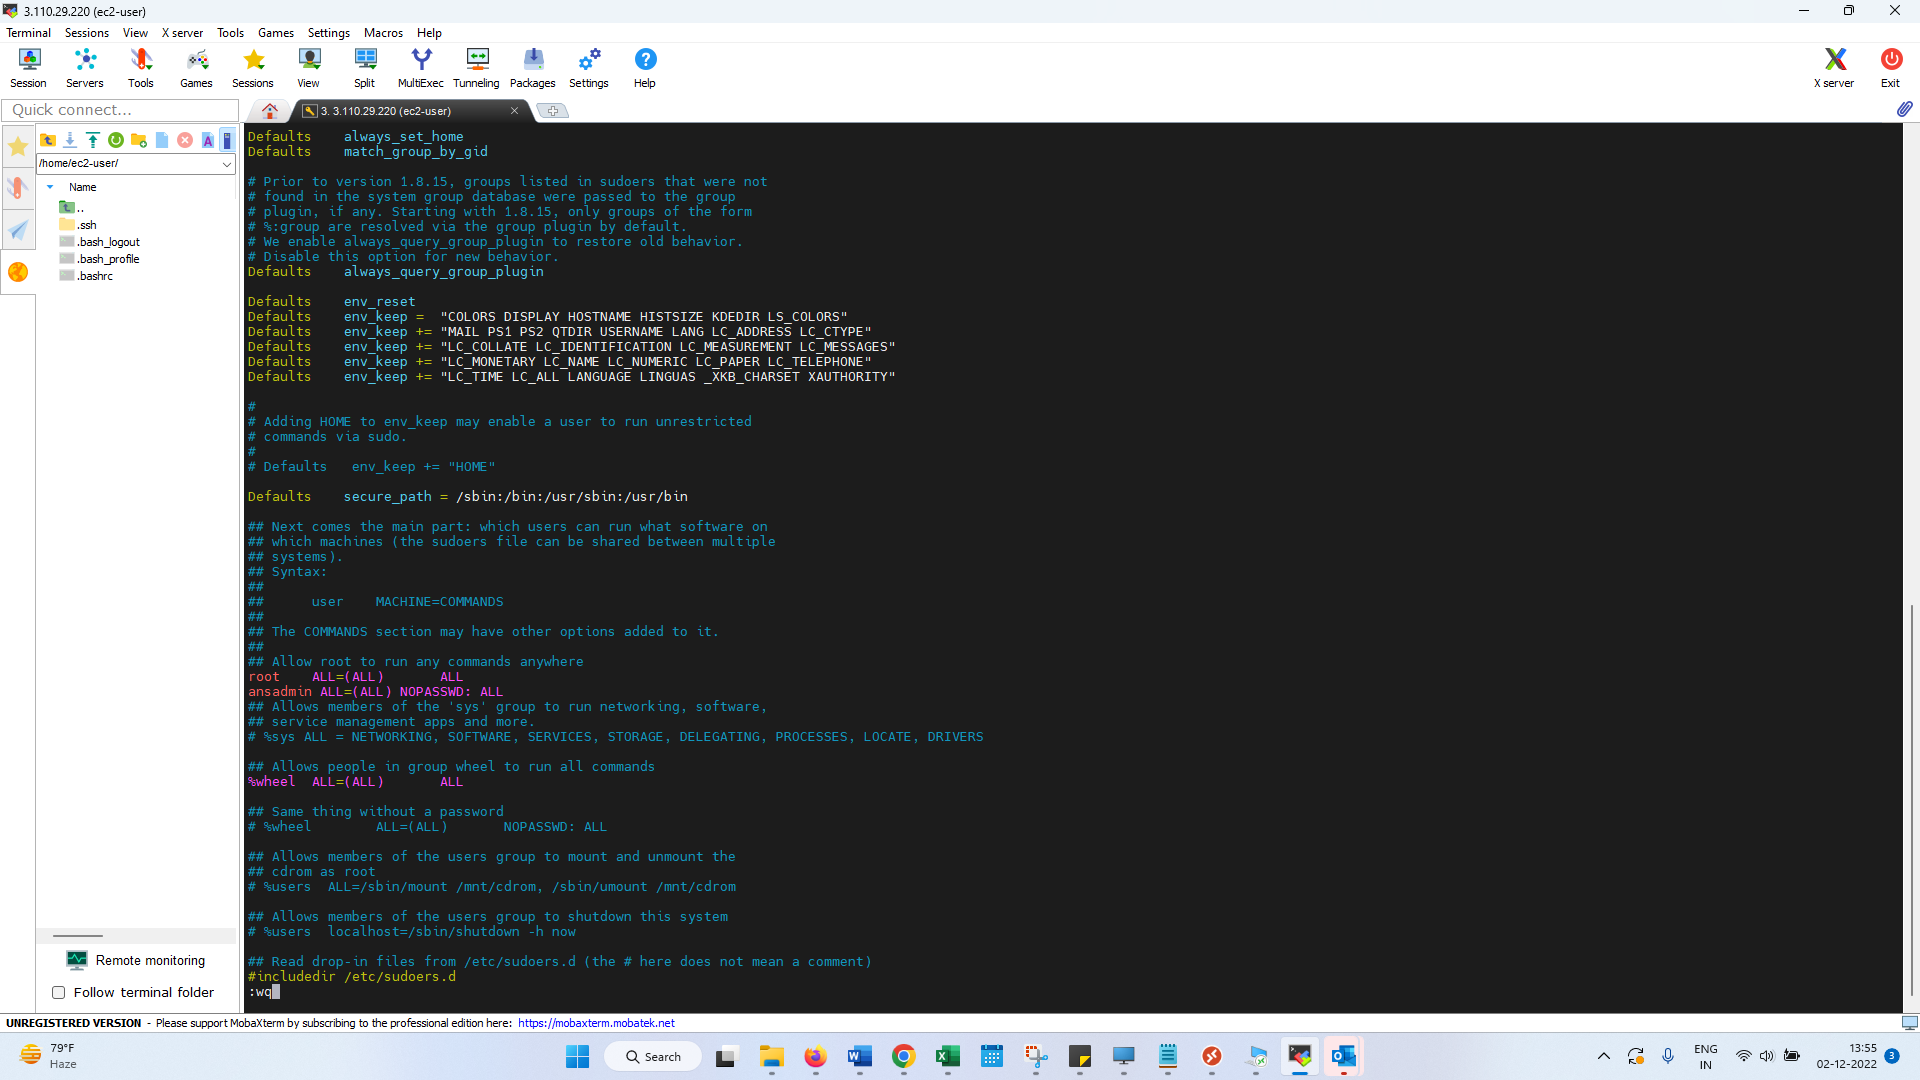 3.110.29.220 (ec2-user)
Terminal Sessions View X server Tools Games Settings Macros Help
Session Servers Tools Games Sessions View Split MultiExec Tunneling Packages Settings Help X server Exit
Quick connect...
3. 3.110.29.220 (ec2-user)
/home/ec2-user/
Name
..
.ssh
.bash_logout
.bash_profile
.bashrc
Defaults    always_set_home
Defaults    match_group_by_gid
# Prior to version 1.8.15, groups listed in sudoers that were not
# found in the system group database were passed to the group
# plugin, if any. Starting with 1.8.15, only groups of the form
# %:group are resolved via the group plugin by default.
# We enable always_query_group_plugin to restore old behavior.
# Disable this option for new behavior.
Defaults    always_query_group_plugin
Defaults    env_reset
Defaults    env_keep =  "COLORS DISPLAY HOSTNAME HISTSIZE KDEDIR LS_COLORS"
Defaults    env_keep += "MAIL PS1 PS2 QTDIR USERNAME LANG LC_ADDRESS LC_CTYPE"
Defaults    env_keep += "LC_COLLATE LC_IDENTIFICATION LC_MEASUREMENT LC_MESSAGES"
Defaults    env_keep += "LC_MONETARY LC_NAME LC_NUMERIC LC_PAPER LC_TELEPHONE"
Defaults    env_keep += "LC_TIME LC_ALL LANGUAGE LINGUAS _XKB_CHARSET XAUTHORITY"
#
# Adding HOME to env_keep may enable a user to run unrestricted
# commands via sudo.
#
# Defaults   env_keep += "HOME"
Defaults    secure_path = /sbin:/bin:/usr/sbin:/usr/bin
## Next comes the main part: which users can run what software on
## which machines (the sudoers file can be shared between multiple
## systems).
## Syntax:
##
##      user    MACHINE=COMMANDS
##
## The COMMANDS section may have other options added to it.
##
## Allow root to run any commands anywhere
root    ALL=(ALL)       ALL
ansadmin ALL=(ALL) NOPASSWD: ALL
## Allows members of the 'sys' group to run networking, software,
## service management apps and more.
# %sys ALL = NETWORKING, SOFTWARE, SERVICES, STORAGE, DELEGATING, PROCESSES, LOCATE, DRIVERS
## Allows people in group wheel to run all commands
%wheel  ALL=(ALL)       ALL
## Same thing without a password
# %wheel        ALL=(ALL)       NOPASSWD: ALL
## Allows members of the users group to mount and unmount the
## cdrom as root
# %users  ALL=/sbin/mount /mnt/cdrom, /sbin/umount /mnt/cdrom
## Allows members of the users group to shutdown this system
# %users  localhost=/sbin/shutdown -h now
## Read drop-in files from /etc/sudoers.d (the # here does not mean a comment)
#includedir /etc/sudoers.d
:wq
Remote monitoring
Follow terminal folder
UNREGISTERED VERSION - Please support MobaXterm by subscribing to the professional edition here: https://mobaxterm.mobatek.net
79°F
Haze
Search
ENG
IN
13:55
02-12-2022
3